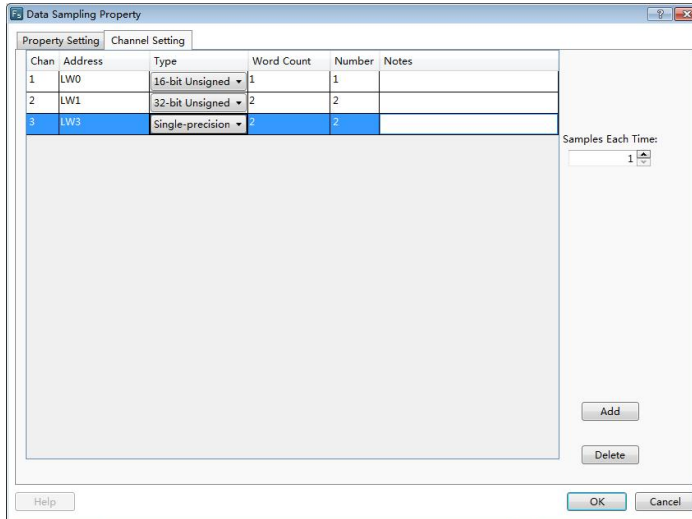 Fs Data Sampling Property ?
Property Setting Channel Setting
Chan Address Type Word Count Number Notes
1 LW0 16-bit Unsigned 1 1
2 LW1 32-bit Unsigned 2 2
3 LW3 Single-precision 2 2
Samples Each Time:
1
Add
Delete
Help OK Cancel